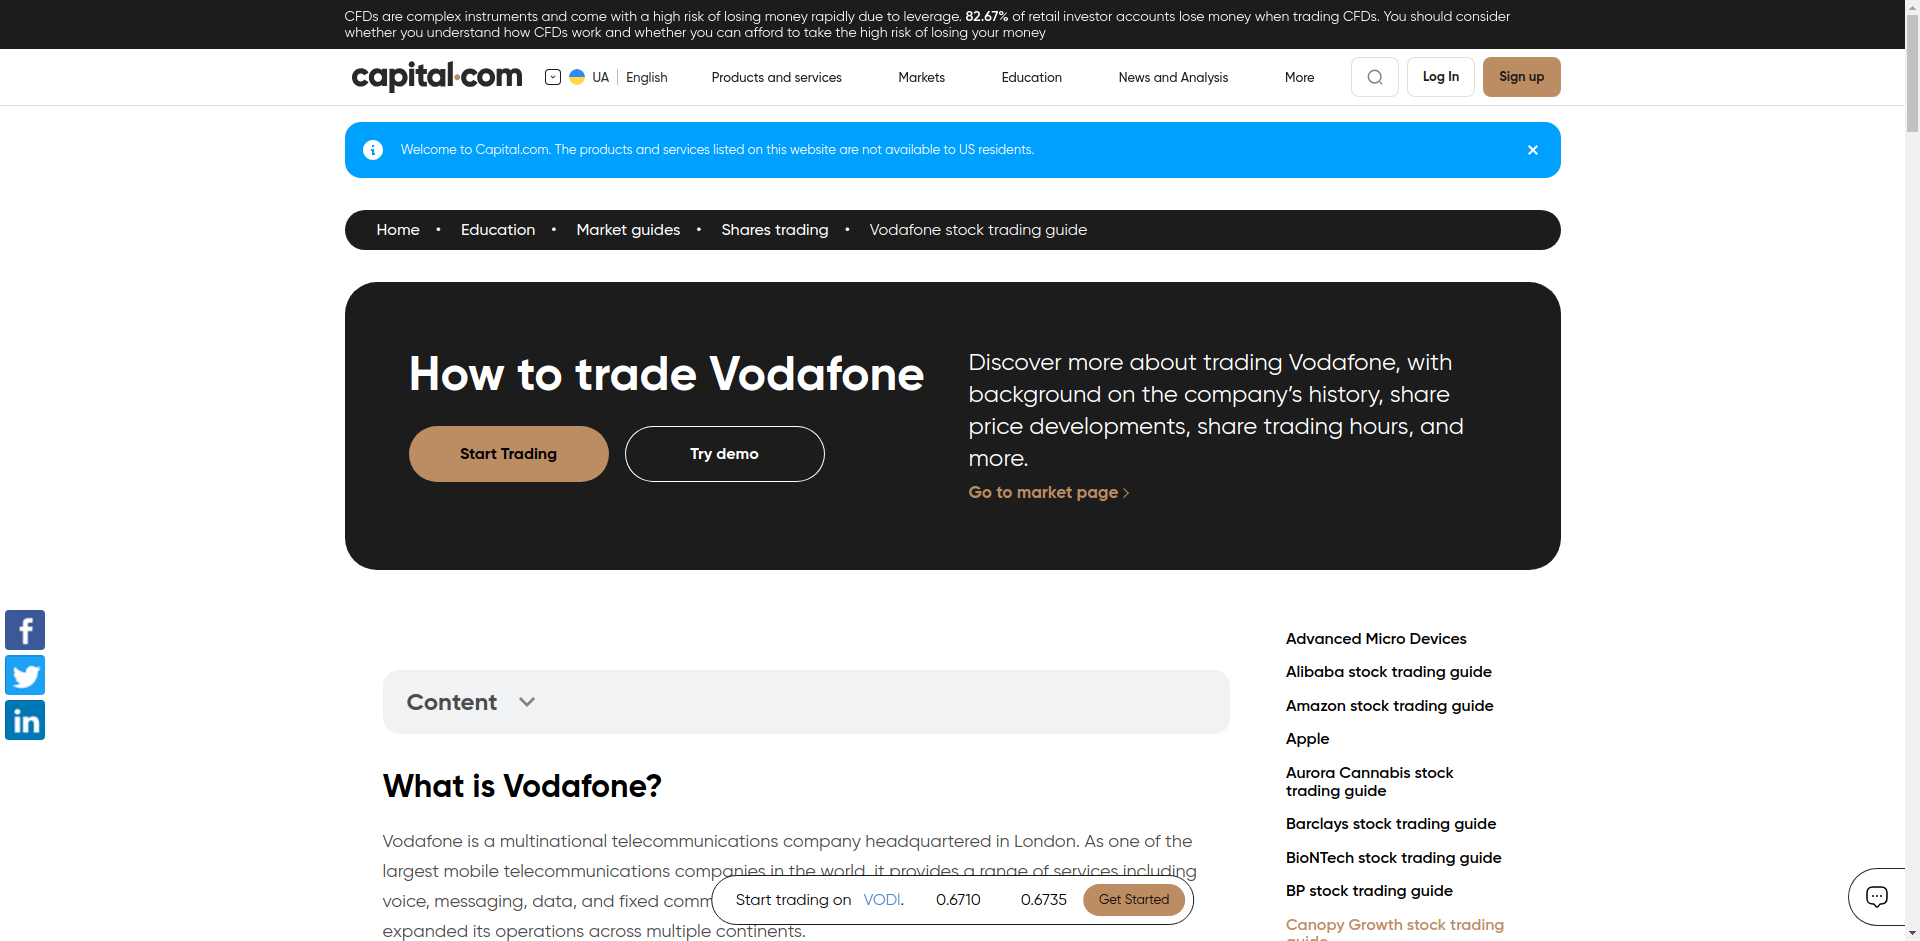 CFDs are complex instruments and come with a high risk of losing money rapidly due to leverage. 82.67% of retail investor accounts lose money when trading CFDs. You should consider
whether you understand how CFDs work and whether you can afford to take the high risk of losing your money
capital.com
UA | English
Products and services
Markets
Education
News and Analysis
More
Log In
Sign up
Welcome to Capital.com. The products and services listed on this website are not available to US residents.
Home • Education • Market guides • Shares trading • Vodafone stock trading guide
How to trade Vodafone
Start Trading
Try demo
Discover more about trading Vodafone, with
background on the company’s history, share
price developments, share trading hours, and
more.
Go to market page
Content
What is Vodafone?
Vodafone is a multinational telecommunications company headquartered in London. As one of the
largest mobile telecommunications companies in the world, it provides a range of services including
voice, messaging, data, and fixed comm
expanded its operations across multiple continents.
Start trading on VODl. 0.6710 0.6735 Get Started
Advanced Micro Devices
Alibaba stock trading guide
Amazon stock trading guide
Apple
Aurora Cannabis stock
trading guide
Barclays stock trading guide
BioNTech stock trading guide
BP stock trading guide
Canopy Growth stock trading
guide